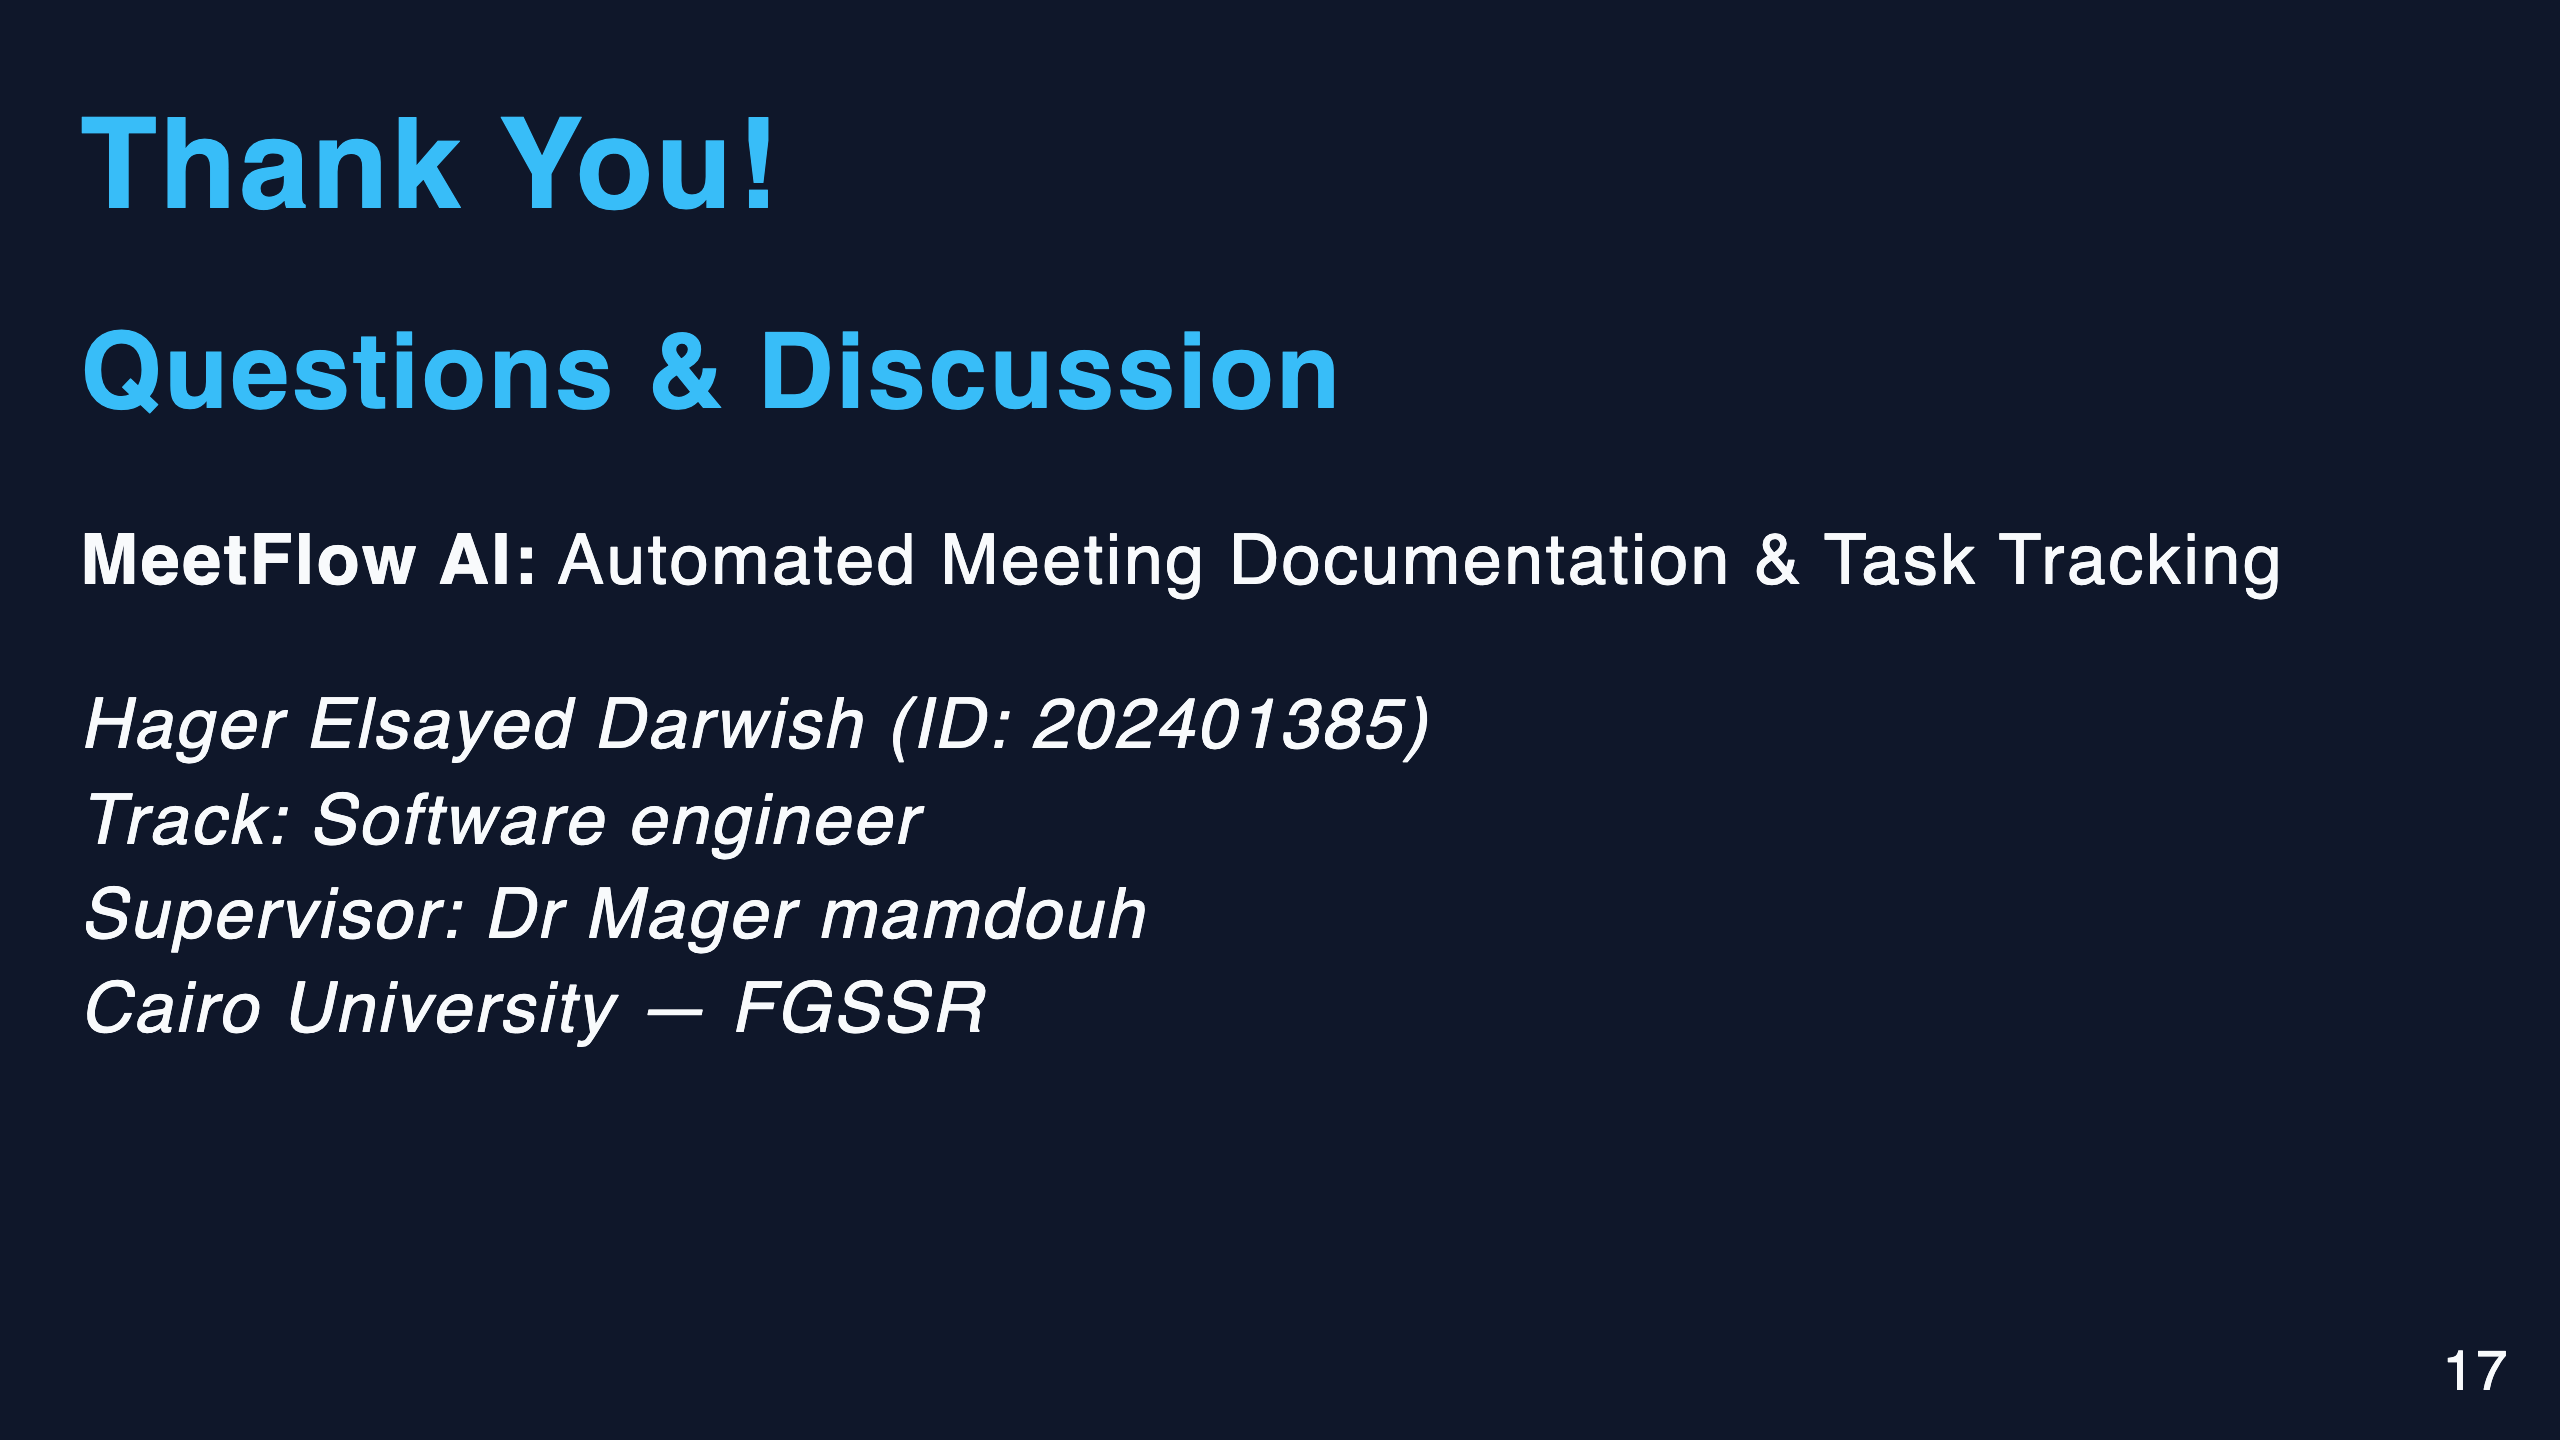 Thank You!
Questions & Discussion
MeetFlow AI: Automated Meeting Documentation & Task Tracking
Hager Elsayed Darwish (ID: 202401385)
Track: Software engineer
Supervisor: Dr Mager mamdouh
Cairo University — FGSSR
17